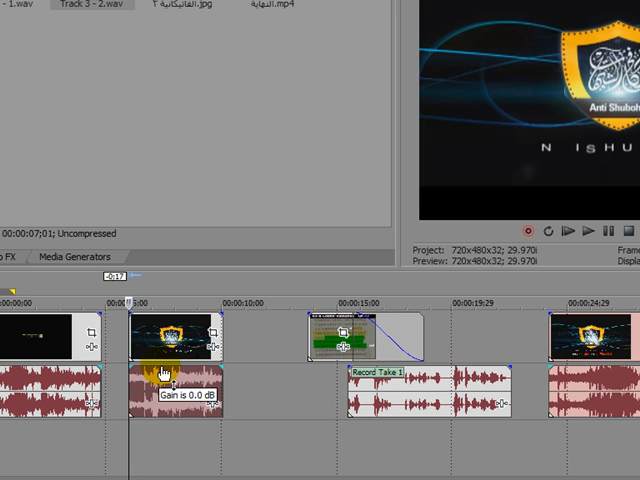 - 1.wav
Track 3 - 2.wav
الفاتيكانية ٢.jpg
النهاية.mp4
Anti Shuboh
N ISHU
00:00:07;01; Uncompressed
o FX
Media Generators
Project: 720x480x32; 29.970i
Frame
Preview: 720x480x32; 29.970i
Displa
-0:17
00:00:10;00
00:00:15;00
00:00:19;29
00:00:24;29
Record Take 1
Gain is 0.0 dB